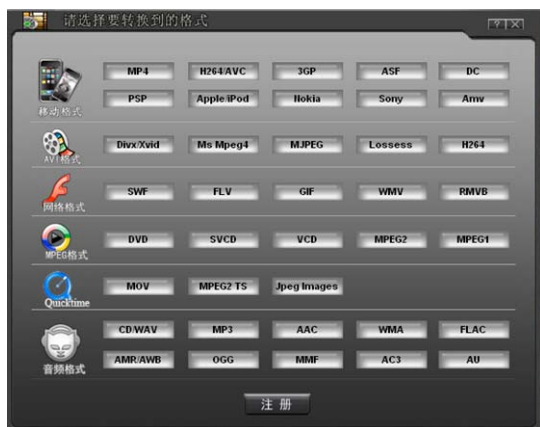 请选择要转换到的格式
MP4 H264/AVC 3GP ASF DC
PSP Apple/iPod Nokia Sony Amv
移动格式
Divx/Xvid Ms Mpeg4 MJPEG Lossess H264
AVI格式
SWF FLV GIF WMV RMVB
网络格式
DVD SVCD VCD MPEG2 MPEG1
MPEG格式
MOV MPEG2 TS Jpeg Images
Quicktime
CD/WAV MP3 AAC WMA FLAC
AMR/AWB OGG MMF AC3 AU
音频格式
注 册